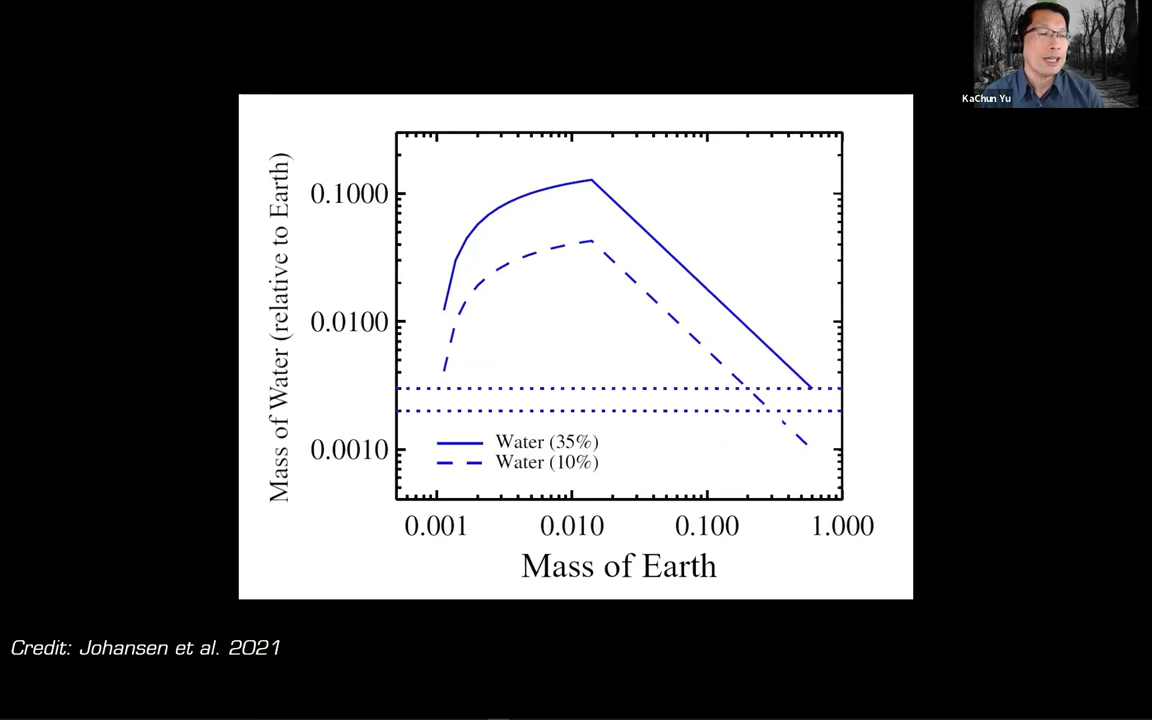 KaChun Yu
Mass of Water (relative to Earth)
0.1000
0.0100
0.0010
Water (35%)
Water (10%)
0.001 0.010 0.100 1.000
Mass of Earth
Credit: Johansen et al. 2021